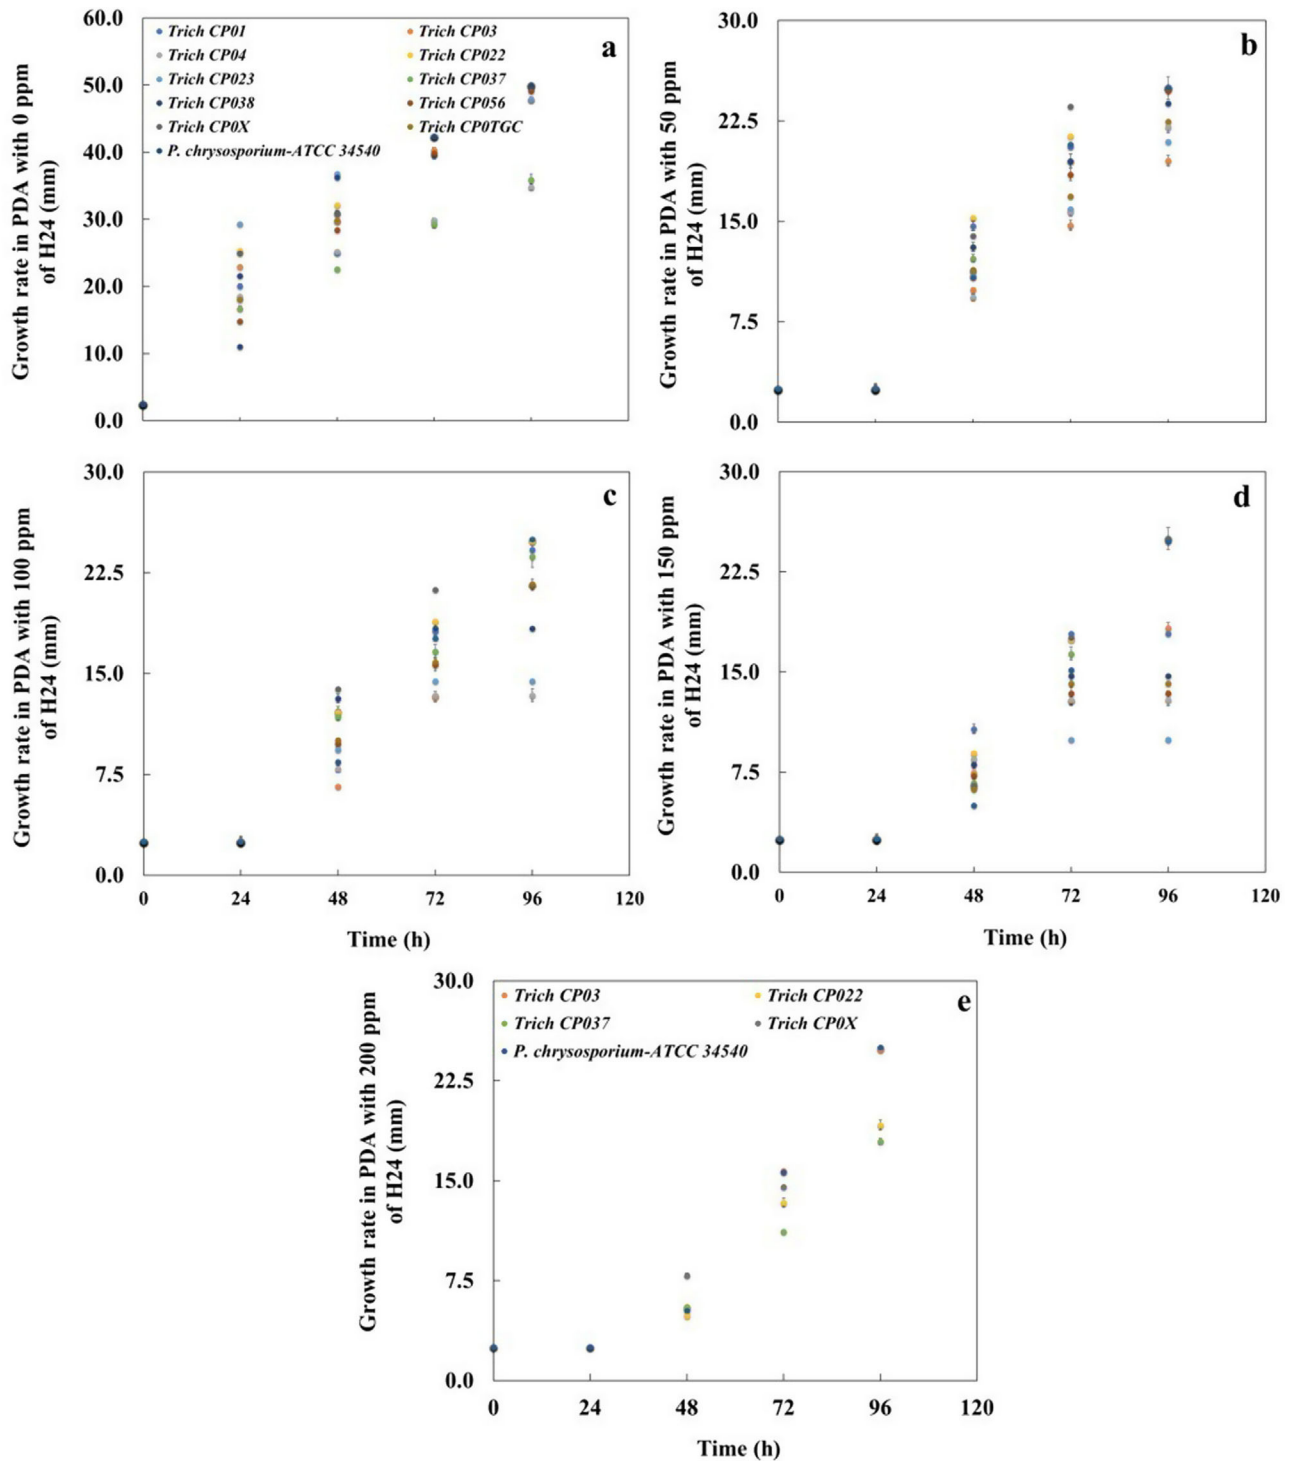 Growth rate in PDA with 0 ppm
of H24 (mm)
60.0
50.0
40.0
30.0
20.0
10.0
0.0
Trich CP01
Trich CP03
Trich CP04
Trich CP022
Trich CP023
Trich CP037
Trich CP038
Trich CP056
Trich CP0X
Trich CP0TGC
P. chrysosporium-ATCC 34540
a
Growth rate in PDA with 50 ppm
of H24 (mm)
30.0
22.5
15.0
7.5
0.0
b
Growth rate in PDA with 100 ppm
of H24 (mm)
30.0
22.5
15.0
7.5
0.0
c
0 24 48 72 96 120
Time (h)
Growth rate in PDA with 150 ppm
of H24 (mm)
30.0
22.5
15.0
7.5
0.0
d
0 24 48 72 96 120
Time (h)
Growth rate in PDA with 200 ppm
of H24 (mm)
30.0
22.5
15.0
7.5
0.0
Trich CP03
Trich CP022
Trich CP037
Trich CP0X
P. chrysosporium-ATCC 34540
e
0 24 48 72 96 120
Time (h)